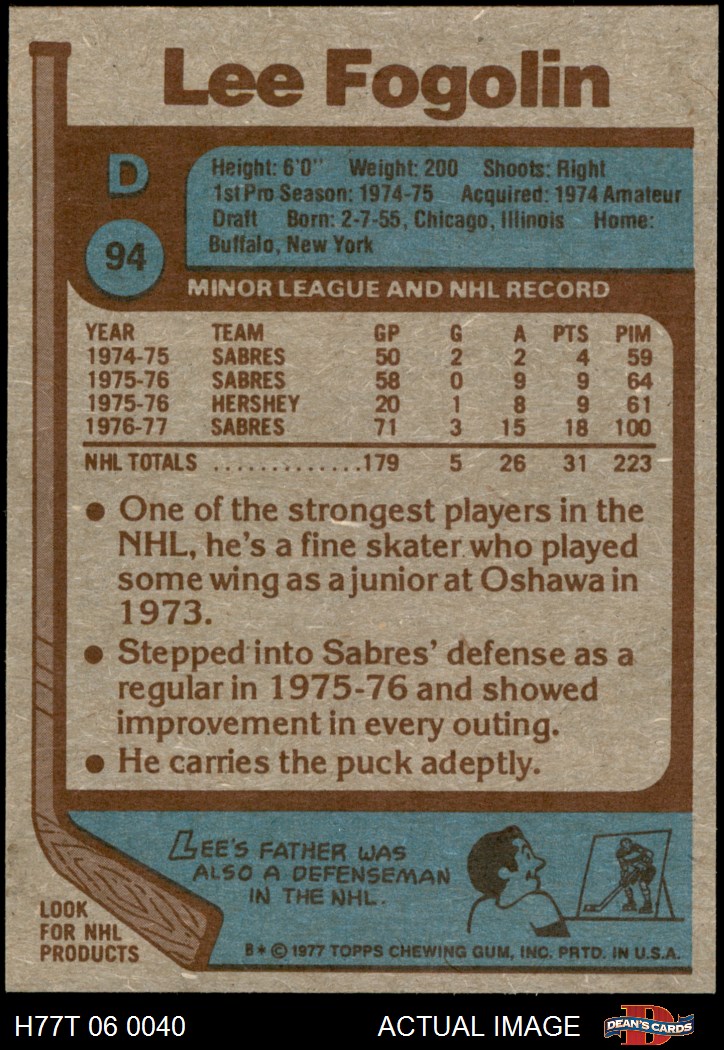 Lee Fogolin
D
94
Height: 6'0" Weight: 200 Shoots: Right
1st Pro Season: 1974-75 Acquired: 1974 Amateur
Draft Born: 2-7-55, Chicago, Illinois Home:
Buffalo, New York
MINOR LEAGUE AND NHL RECORD
YEAR TEAM GP G A PTS PIM
1974-75 SABRES 50 2 2 4 59
1975-76 SABRES 58 0 9 9 64
1975-76 HERSHEY 20 1 8 9 61
1976-77 SABRES 71 3 15 18 100
NHL TOTALS ..............179 5 26 31 223
● One of the strongest players in the
NHL, he's a fine skater who played
some wing as a junior at Oshawa in
1973.
● Stepped into Sabres' defense as a
regular in 1975-76 and showed
improvement in every outing.
● He carries the puck adeptly.
LEE'S FATHER WAS
ALSO A DEFENSEMAN
IN THE NHL.
LOOK
FOR NHL
PRODUCTS
B* © 1977 TOPPS CHEWING GUM, INC. PRTD. IN U.S.A.
H77T 06 0040 ACTUAL IMAGE
D
DEAN'S CARDS